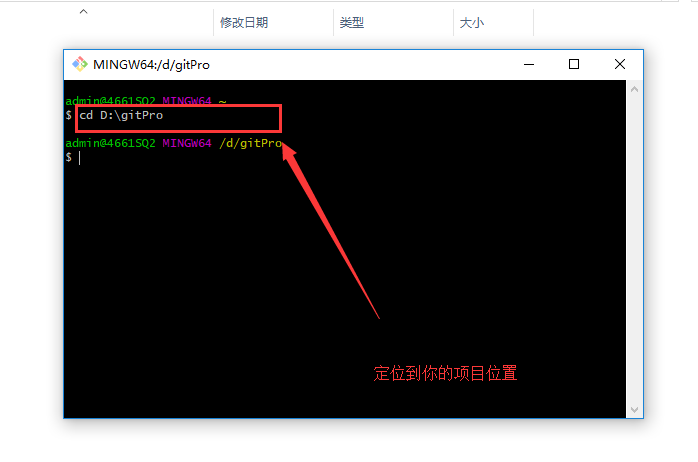 修改日期 类型 大小
MINGW64:/d/gitPro
admin@4661SQ2 MINGW64 ~
$ cd D:\gitPro
admin@4661SQ2 MINGW64 /d/gitPro
$
定位到你的项目位置